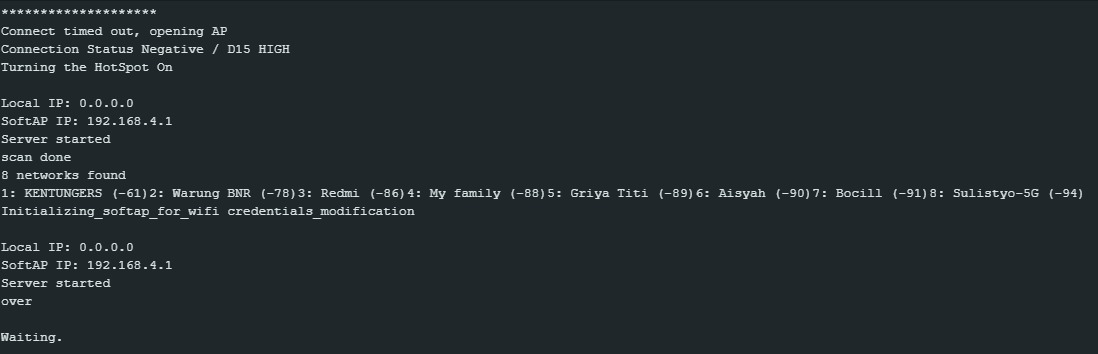 ********************
Connect timed out, opening AP
Connection Status Negative / D15 HIGH
Turning the HotSpot On
Local IP: 0.0.0.0
SoftAP IP: 192.168.4.1
Server started
scan done
8 networks found
1: KENTUNGERS (-61)2: Warung BNR (-78)3: Redmi (-86)4: My family (-88)5: Griya Titi (-89)6: Aisyah (-90)7: Bocill (-91)8: Sulistyo-5G (-94)
Initializing_softap_for_wifi credentials_modification
Local IP: 0.0.0.0
SoftAP IP: 192.168.4.1
Server started
over
Waiting.